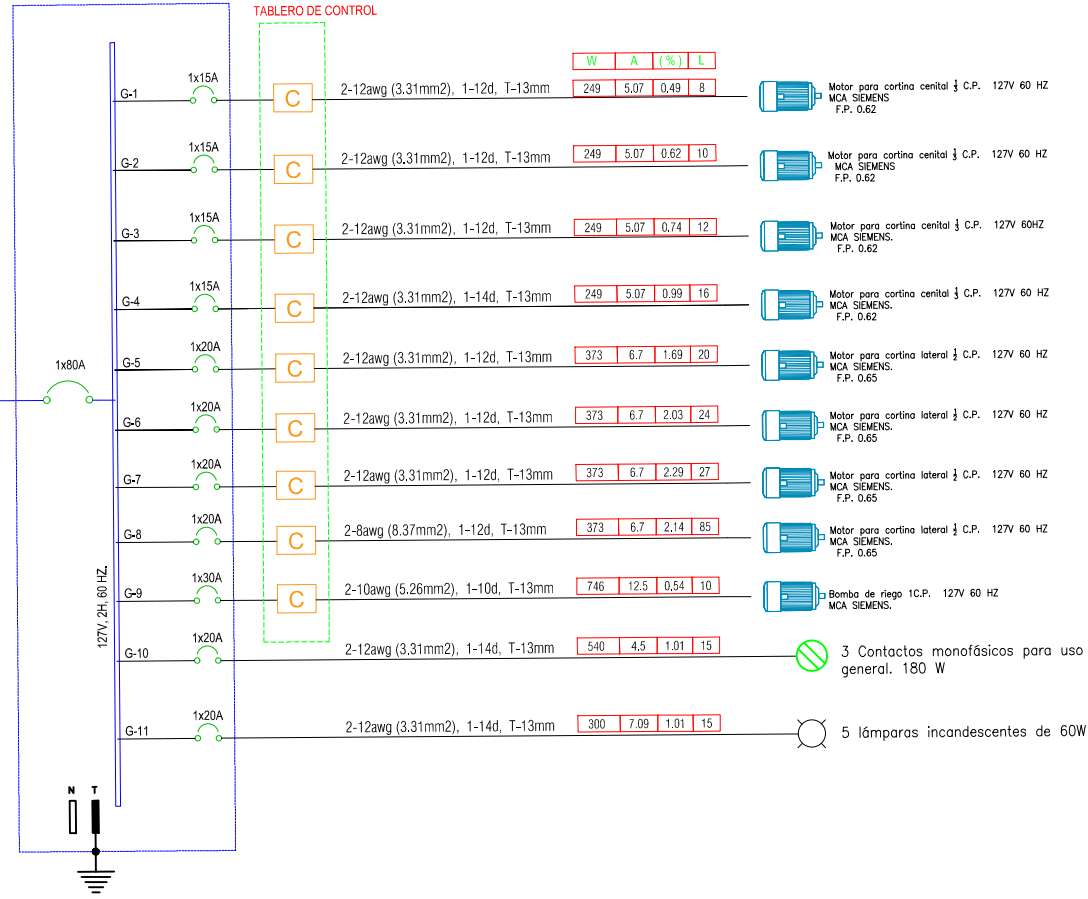 TABLERO DE CONTROL
W A (%) L
G-1 1x15A C 2-12awg (3.31mm2), 1-12d, T-13mm 249 5.07 0.49 8
Motor para cortina cenital 1/3 C.P. 127V 60 HZ
MCA SIEMENS
F.P. 0.62
G-2 1x15A C 2-12awg (3.31mm2), 1-12d, T-13mm 249 5.07 0.62 10
Motor para cortina cenital 1/3 C.P. 127V 60 HZ
MCA SIEMENS
F.P. 0.62
G-3 1x15A C 2-12awg (3.31mm2), 1-12d, T-13mm 249 5.07 0.74 12
Motor para cortina cenital 1/3 C.P. 127V 60HZ
MCA SIEMENS.
F.P. 0.62
G-4 1x15A C 2-12awg (3.31mm2), 1-14d, T-13mm 249 5.07 0.99 16
Motor para cortina cenital 1/3 C.P. 127V 60 HZ
MCA SIEMENS.
F.P. 0.62
1x80A
G-5 1x20A C 2-12awg (3.31mm2), 1-12d, T-13mm 373 6.7 1.69 20
Motor para cortina lateral 1/2 C.P. 127V 60 HZ
MCA SIEMENS.
F.P. 0.65
G-6 1x20A C 2-12awg (3.31mm2), 1-12d, T-13mm 373 6.7 2.03 24
Motor para cortina lateral 1/2 C.P. 127V 60 HZ
MCA SIEMENS.
F.P. 0.65
G-7 1x20A C 2-12awg (3.31mm2), 1-12d, T-13mm 373 6.7 2.29 27
Motor para cortina lateral 1/2 C.P. 127V 60 HZ
MCA SIEMENS.
F.P. 0.65
G-8 1x20A C 2-8awg (8.37mm2), 1-12d, T-13mm 373 6.7 2.14 85
Motor para cortina lateral 1/2 C.P. 127V 60 HZ
MCA SIEMENS.
F.P. 0.65
G-9 1x30A C 2-10awg (5.26mm2), 1-10d, T-13mm 746 12.5 0.54 10
Bomba de riego 1C.P. 127V 60 HZ
MCA SIEMENS.
127V, 2H, 60 HZ.
G-10 1x20A 2-12awg (3.31mm2), 1-14d, T-13mm 540 4.5 1.01 15
3 Contactos monofásicos para uso
general. 180 W
G-11 1x20A 2-12awg (3.31mm2), 1-14d, T-13mm 300 7.09 1.01 15
5 lámparas incandescentes de 60W
N T